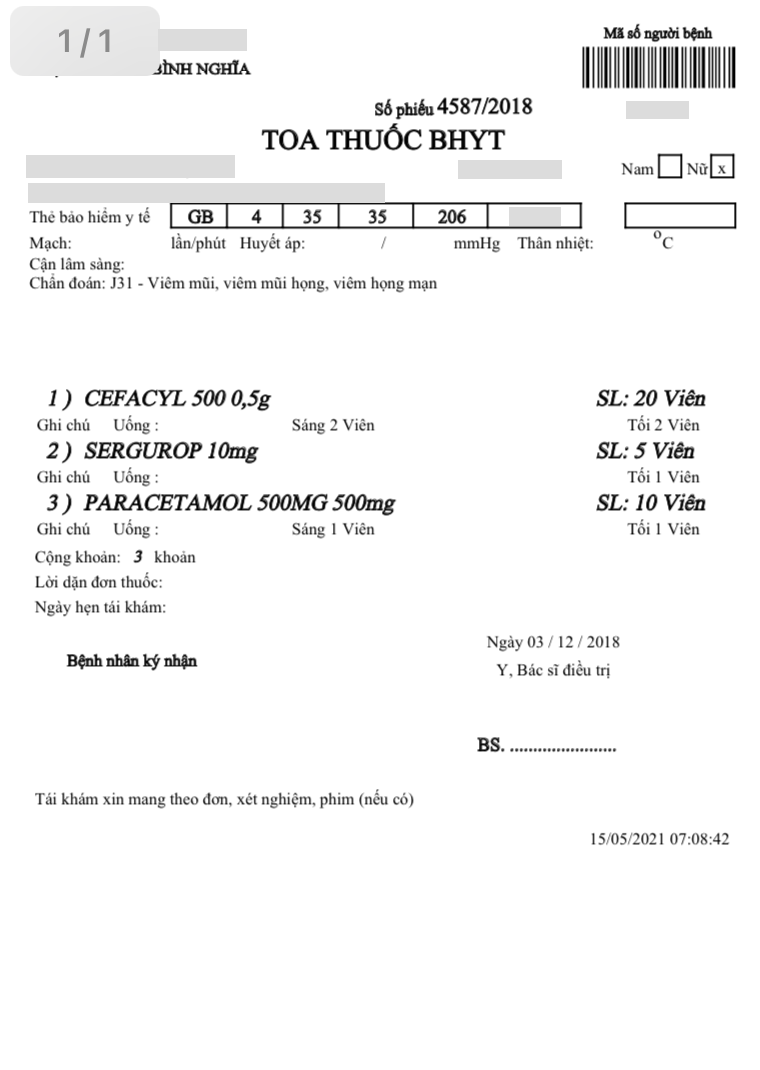 1/1
BÌNH NGHĨA
Mã số người bệnh
Số phiếu 4587/2018
TOA THUỐC BHYT
Nam Nữ x
Thẻ bảo hiểm y tế GB 4 35 35 206
Mạch: lần/phút Huyết áp: / mmHg Thân nhiệt: °C
Cận lâm sàng:
Chẩn đoán: J31 - Viêm mũi, viêm mũi họng, viêm họng mạn
1 ) CEFACYL 500 0,5g SL: 20 Viên
Ghi chú Uống : Sáng 2 Viên Tối 2 Viên
2 ) SERGUROP 10mg SL: 5 Viên
Ghi chú Uống : Tối 1 Viên
3 ) PARACETAMOL 500MG 500mg SL: 10 Viên
Ghi chú Uống : Sáng 1 Viên Tối 1 Viên
Cộng khoản: 3 khoản
Lời dặn đơn thuốc:
Ngày hẹn tái khám:
Ngày 03 / 12 / 2018
Bệnh nhân ký nhận
Y, Bác sĩ điều trị
BS. .......................
Tái khám xin mang theo đơn, xét nghiệm, phim (nếu có)
15/05/2021 07:08:42